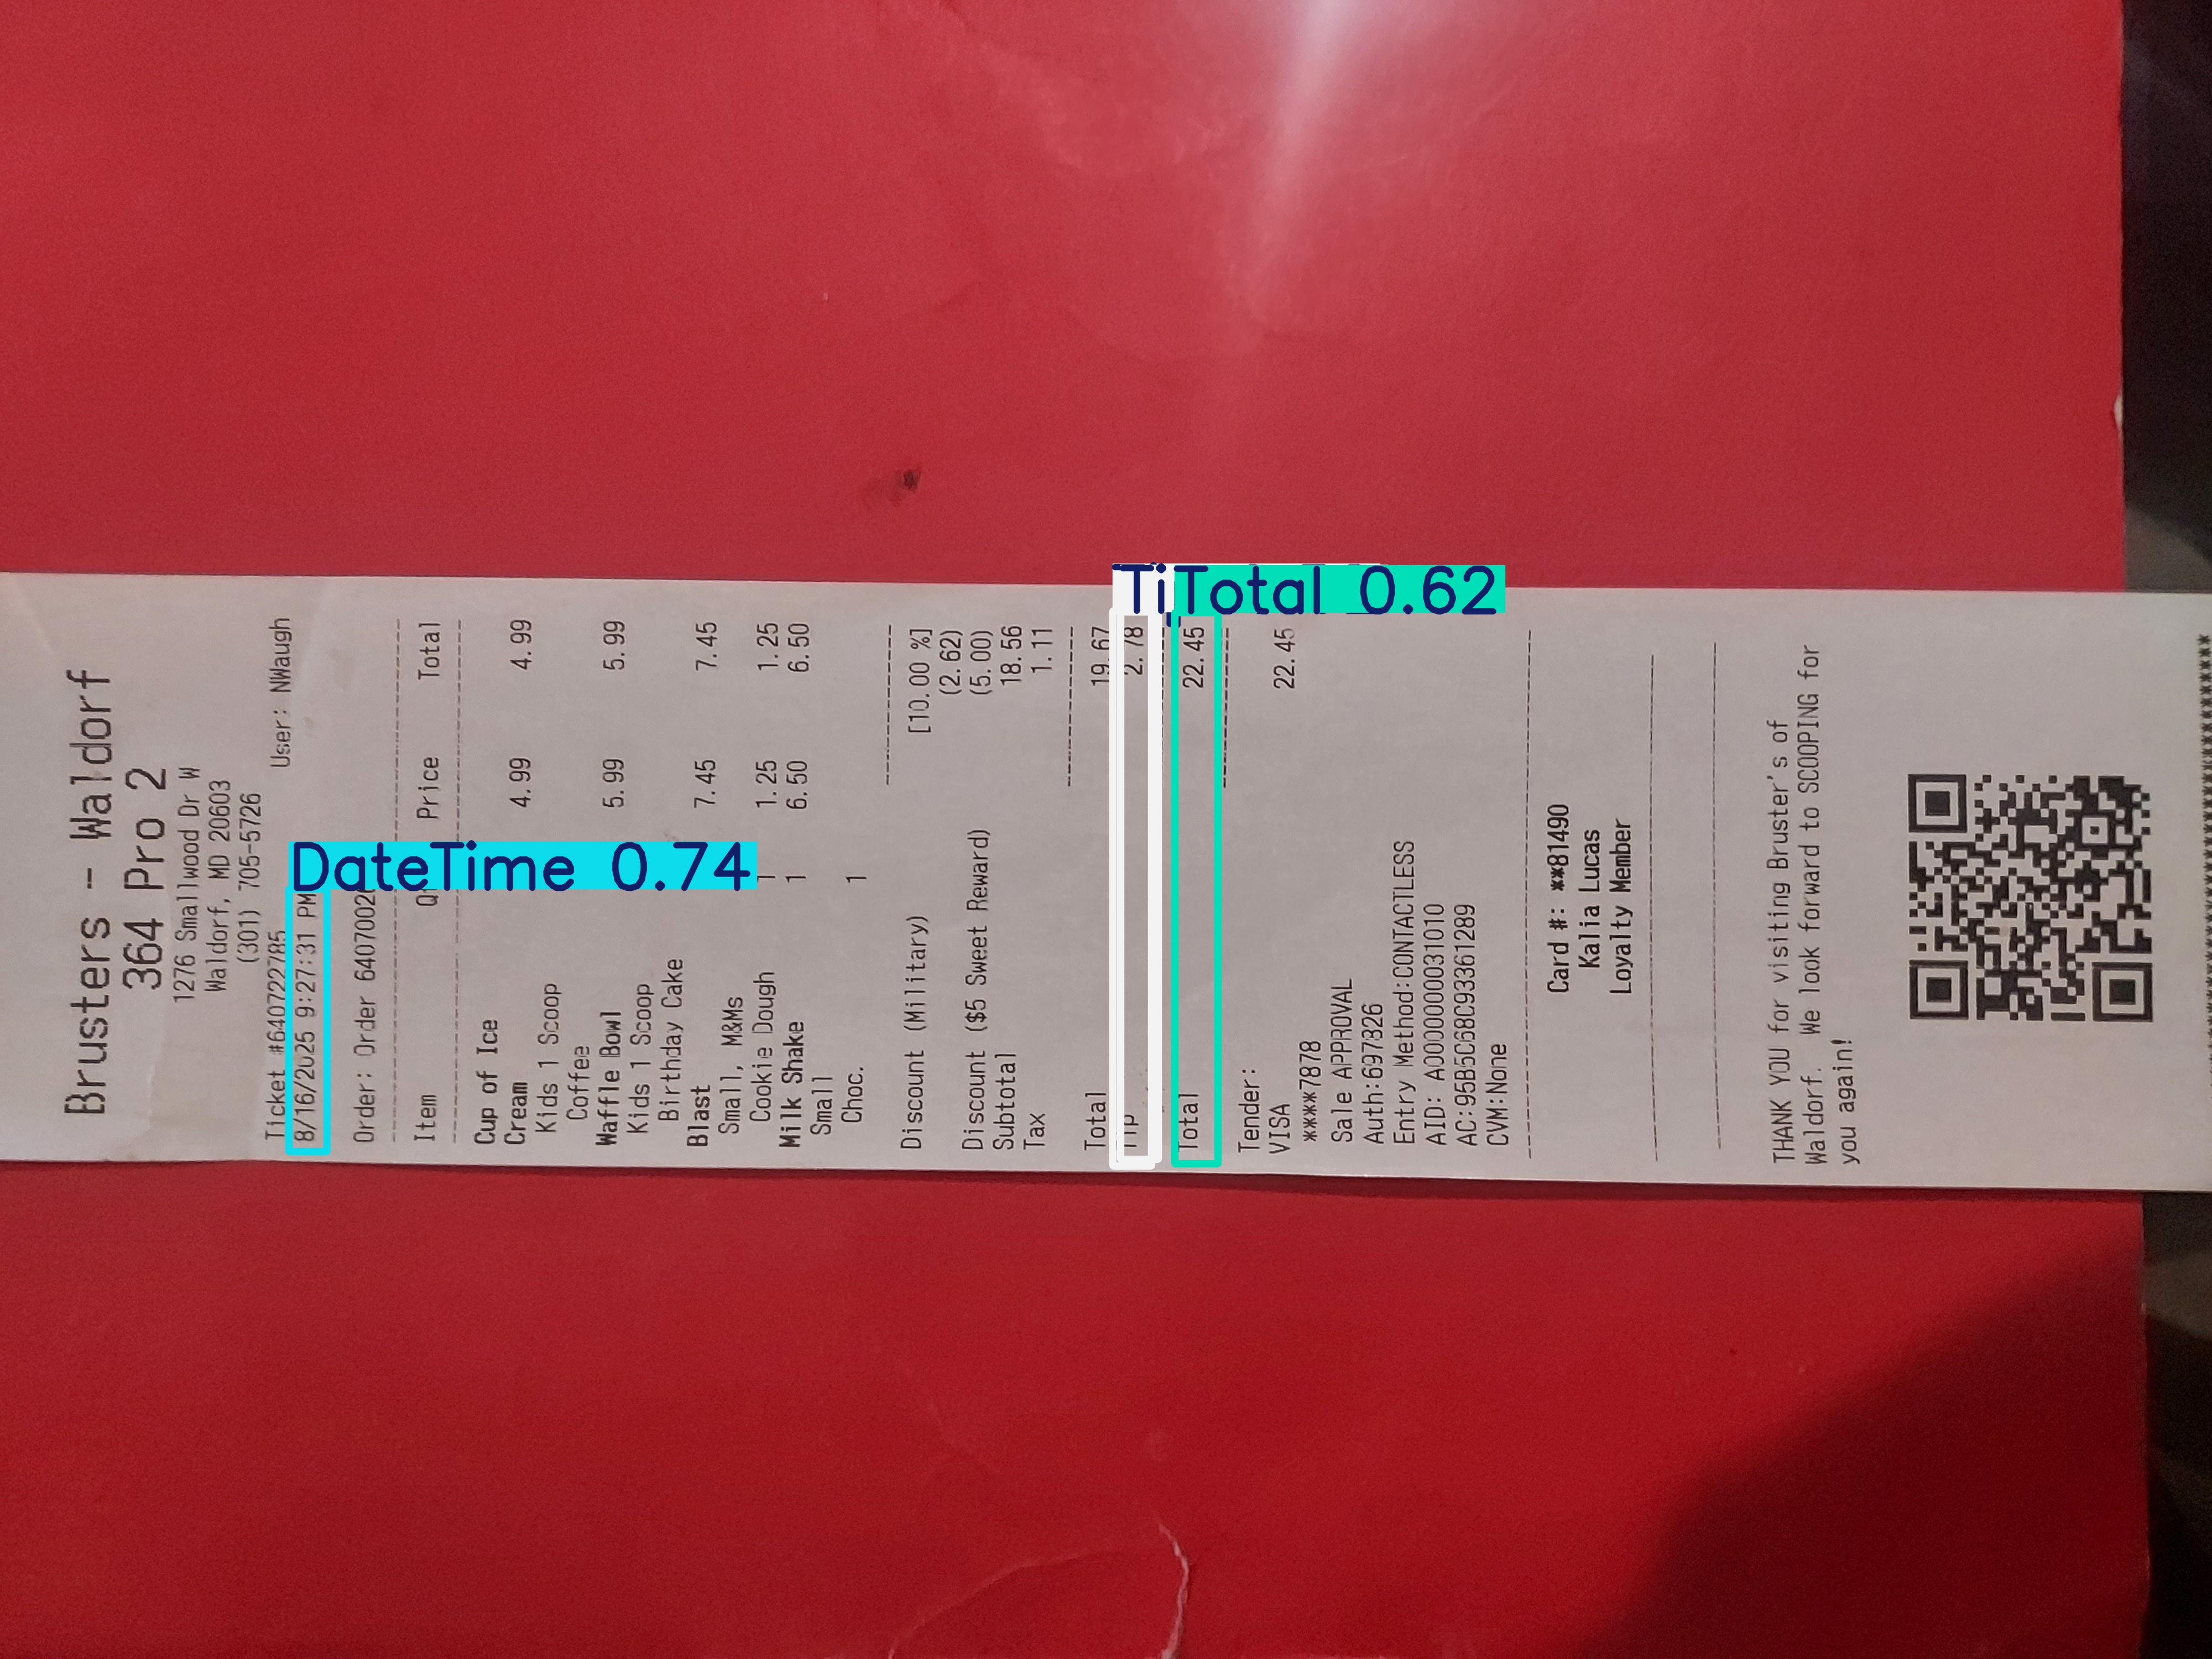 Brusters - Waldorf
364 Pro 2
1276 Smallwood Dr W
Waldorf, MD 20603
(301) 705-5726
Ticket #640722785 User: NWaugh
8/16/2025 9:27:31 PM
DateTime 0.74
Order: Order 6407002
Item Price Total
Cup of Ice 4.99 4.99
Cream
Kids 1 Scoop
Coffee
Waffle Bowl 5.99 5.99
Kids 1 Scoop
Birthday Cake
Blast 7.45 7.45
Small, M&Ms
Cookie Dough 1 1.25 1.25
Milk Shake 1 6.50 6.50
Small
Choc. 1
Discount (Military) [10.00 %]
(2.62)
Discount ($5 Sweet Reward) (5.00)
Subtotal 18.56
Tax 1.11
Total 19.67
Tip 2.78
Total 0.62
Total 22.45
Tender:
VISA 22.45
****7878
Sale APPROVAL
Auth:697826
Entry Method:CONTACTLESS
AID: A0000000031010
AC:95B5C68C93361289
CVM:None
Card #: **81490
Kalia Lucas
Loyalty Member
THANK YOU for visiting Bruster's of
Waldorf. We look forward to SCOOPING for
you again!